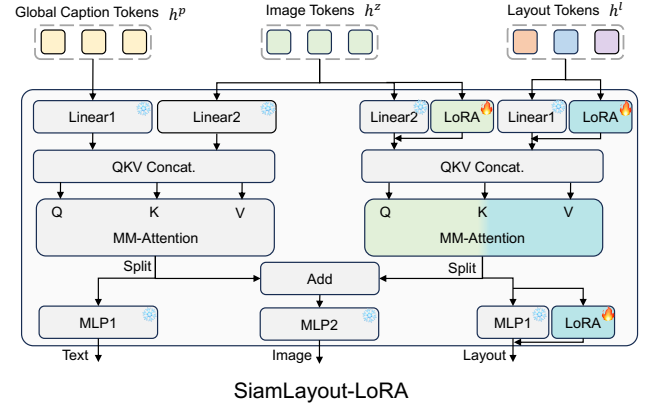 Global Caption Tokens h^p
Image Tokens h^z
Layout Tokens h^l
Linear1
Linear2
Linear2
LoRA
Linear1
LoRA
QKV Concat.
QKV Concat.
Q K V
MM-Attention
Q K V
MM-Attention
Split
Add
Split
MLP1
MLP2
MLP1
LoRA
Text
Image
Layout
SiamLayout-LoRA